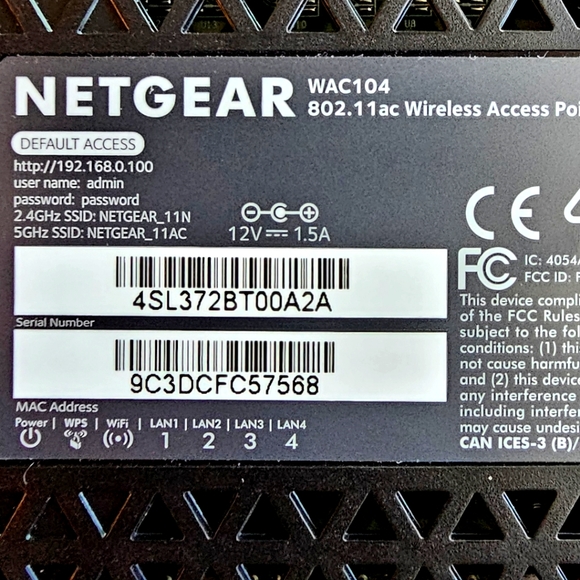 NETGEAR
WAC104
802.11ac Wireless Access
DEFAULT ACCESS
http://192.168.0.100
user name: admin
password: password
2.4GHz SSID: NETGEAR_11N
5GHz SSID: NETGEAR_11AC
12V 1.5A
CE
FC
IC: 4054A
FCC ID:
4SL372BT00A2A
Serial Number
9C3DCFC57568
MAC Address
This device compli
of the FCC Rules
subject to the fol
conditions: (1) this
not cause harmfu
and (2) this device
any interference
including interfer
may cause undesi
CAN ICES-3 (B)/
Power | WPS | WiFi | LAN1 | LAN2 | LAN3 | LAN4
1 2 3 4